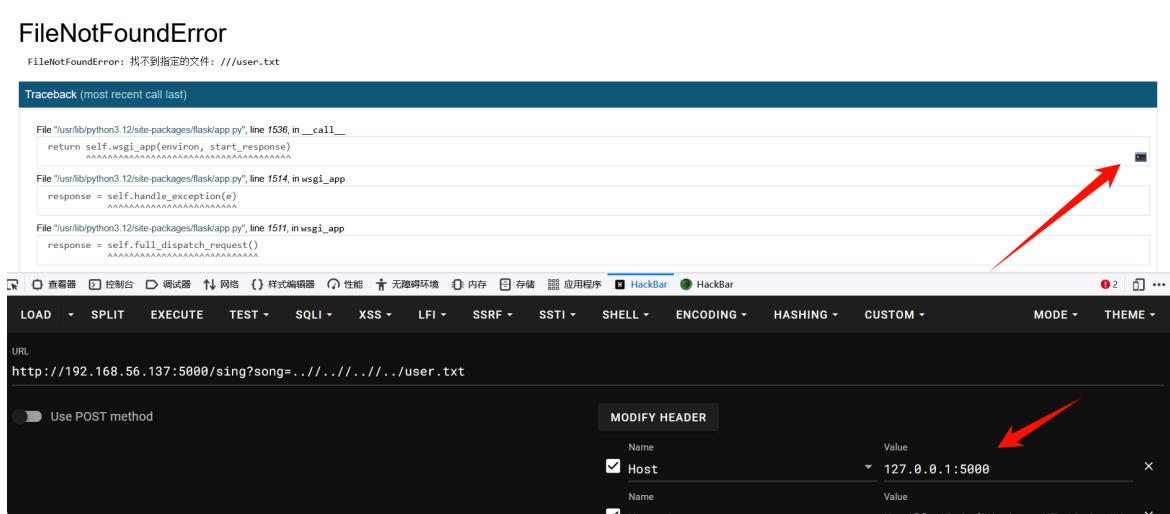 FileNotFoundError
FileNotFoundError: 找不到指定的文件: ///user.txt
Traceback (most recent call last)
File "/usr/lib/python3.12/site-packages/flask/app.py", line 1536, in __call__
return self.wsgi_app(environ, start_response)
^^^^^^^^^^^^^^^^^^^^^^^^^^^^^^^^^^^^^
File "/usr/lib/python3.12/site-packages/flask/app.py", line 1514, in wsgi_app
response = self.handle_exception(e)
^^^^^^^^^^^^^^^^^^^^^^^^
File "/usr/lib/python3.12/site-packages/flask/app.py", line 1511, in wsgi_app
response = self.full_dispatch_request()
^^^^^^^^^^^^^^^^^^^^^^^^^^^^
查看器 控制台 调试器 网络 {} 样式编辑器 性能 无障碍环境 内存 存储 应用程序 HackBar HackBar 2
LOAD SPLIT EXECUTE TEST SQLI XSS LFI SSRF SSTI SHELL ENCODING HASHING CUSTOM MODE THEME
URL
http://192.168.56.137:5000/sing?song=..//..//..//../user.txt
Use POST method
MODIFY HEADER
Name Value
Host 127.0.0.1:5000
Name Value